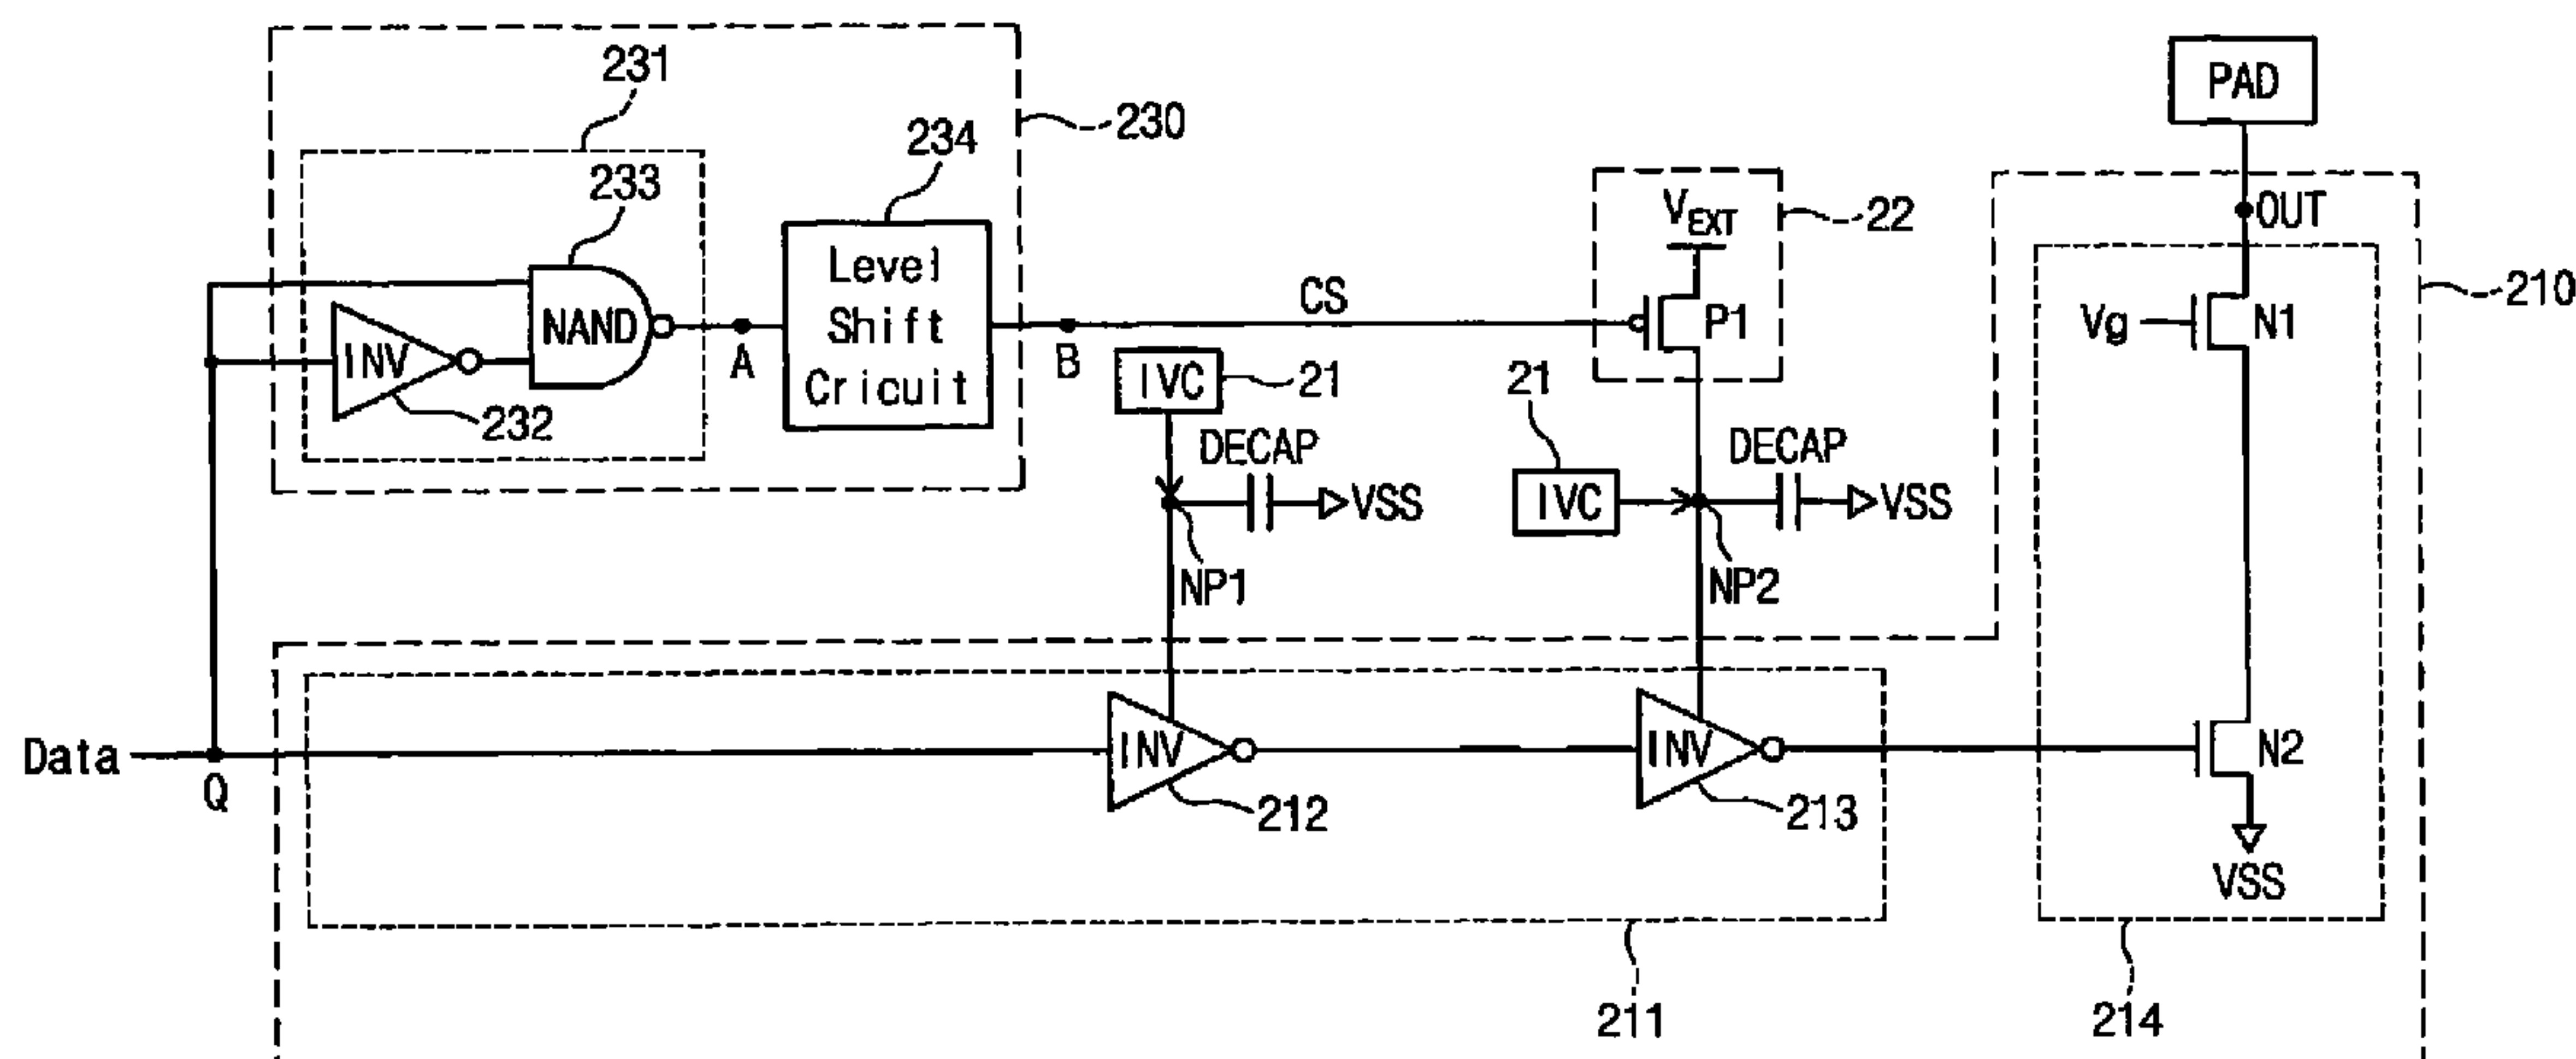 231
PAD
230
234
233
V_EXT
22
OUT
Level
Shift
Cricuit
210
NAND
CS
P1
Vg
N1
INV
A
B
IVC
21
21
232
DECAP
DECAP
IVC
VSS
VSS
NP1
NP2
Data
Q
INV
INV
N2
212
213
VSS
211
214